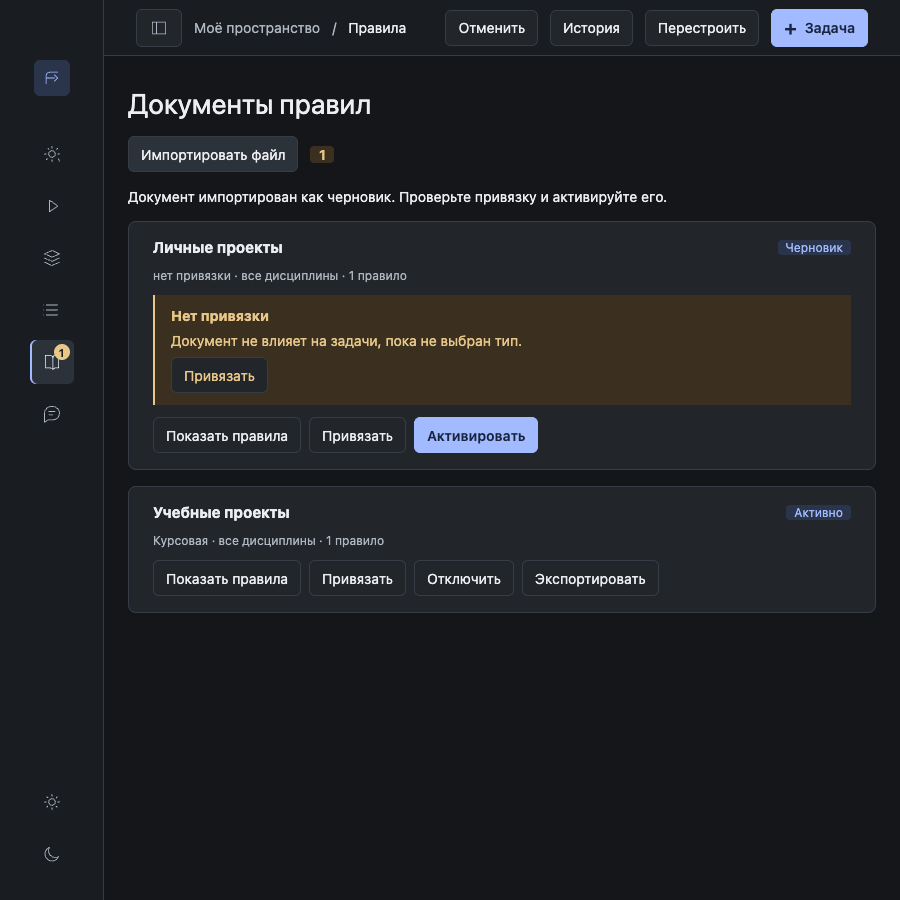 Моё пространство / Правила
Отменить
История
Перестроить
+ Задача
Документы правил
Импортировать файл
1
Документ импортирован как черновик. Проверьте привязку и активируйте его.
Личные проекты
Черновик
нет привязки · все дисциплины · 1 правило
Нет привязки
Документ не влияет на задачи, пока не выбран тип.
Привязать
Показать правила
Привязать
Активировать
1
Учебные проекты
Активно
Курсовая · все дисциплины · 1 правило
Показать правила
Привязать
Отключить
Экспортировать